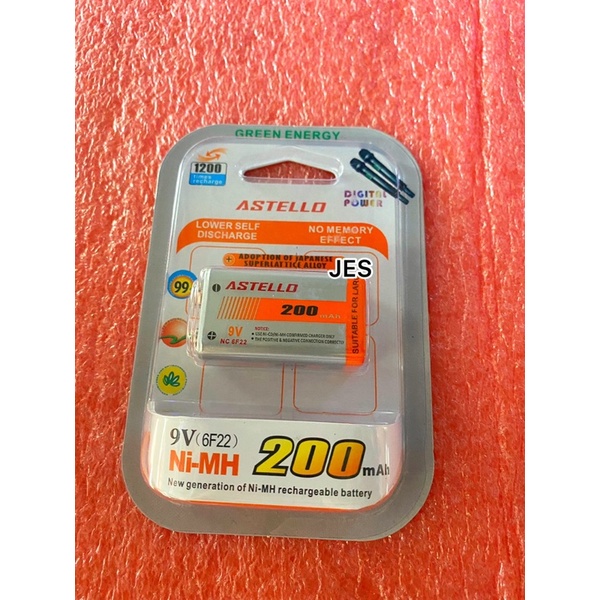 GREEN ENERGY
1200
times
recharge
DIGITAL
POWER
ASTELLO
LOWER SELF
DISCHARGE
NO MEMORY
EFFECT
ADOPTION OF JAPANESE
SUPERLATTICE ALLOY
JES
99
ASTELLO
200mAh
9V
NC 6F22
NOTICE:
SUITABLE FOR LAR
9V(6F22)
Ni-MH 200mAh
New generation of Ni-MH rechargeable battery